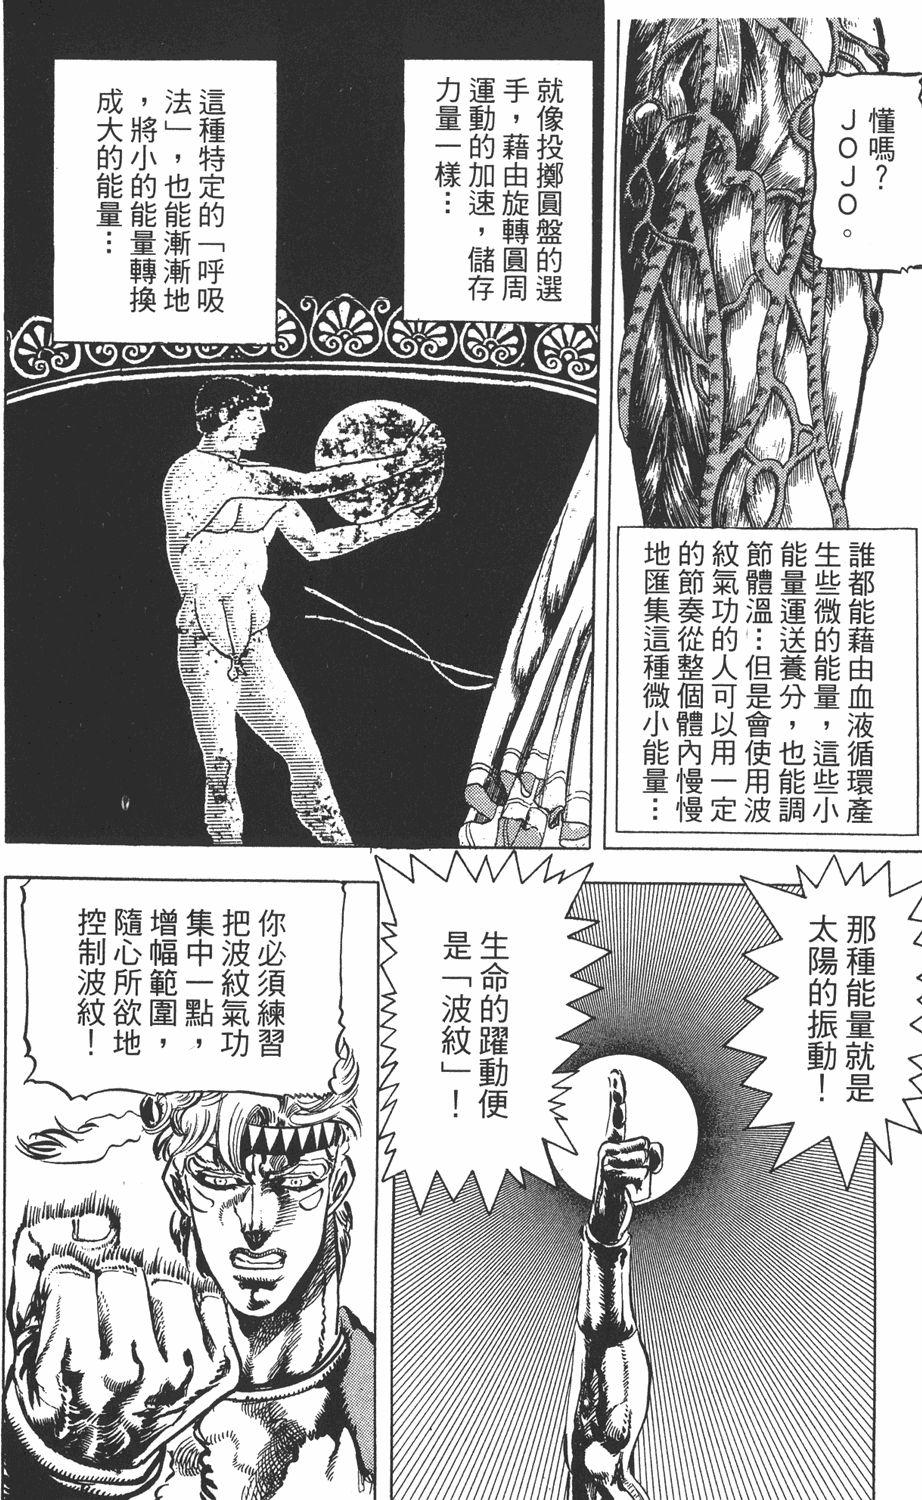 懂嗎?
JOJO。
誰都能藉由血液循環產
生些微的能量,這些小
能量運送養分,也能調
節體溫…但是會使用波
紋氣功的人可以用一定
的節奏從整個體內慢慢
地匯集這種微小能量…
就像投擲圓盤的選
手,藉由旋轉圓周
運動的加速,儲存
力量一樣…
這種特定的「呼吸
法」,也能漸漸地
,將小的能量轉換
成大的能量…
那種能量就是
太陽的振動!
生命的躍動便
是「波紋」!
你必須練習
把波紋氣功
集中一點,
增幅範圍,
隨心所欲地
控制波紋!